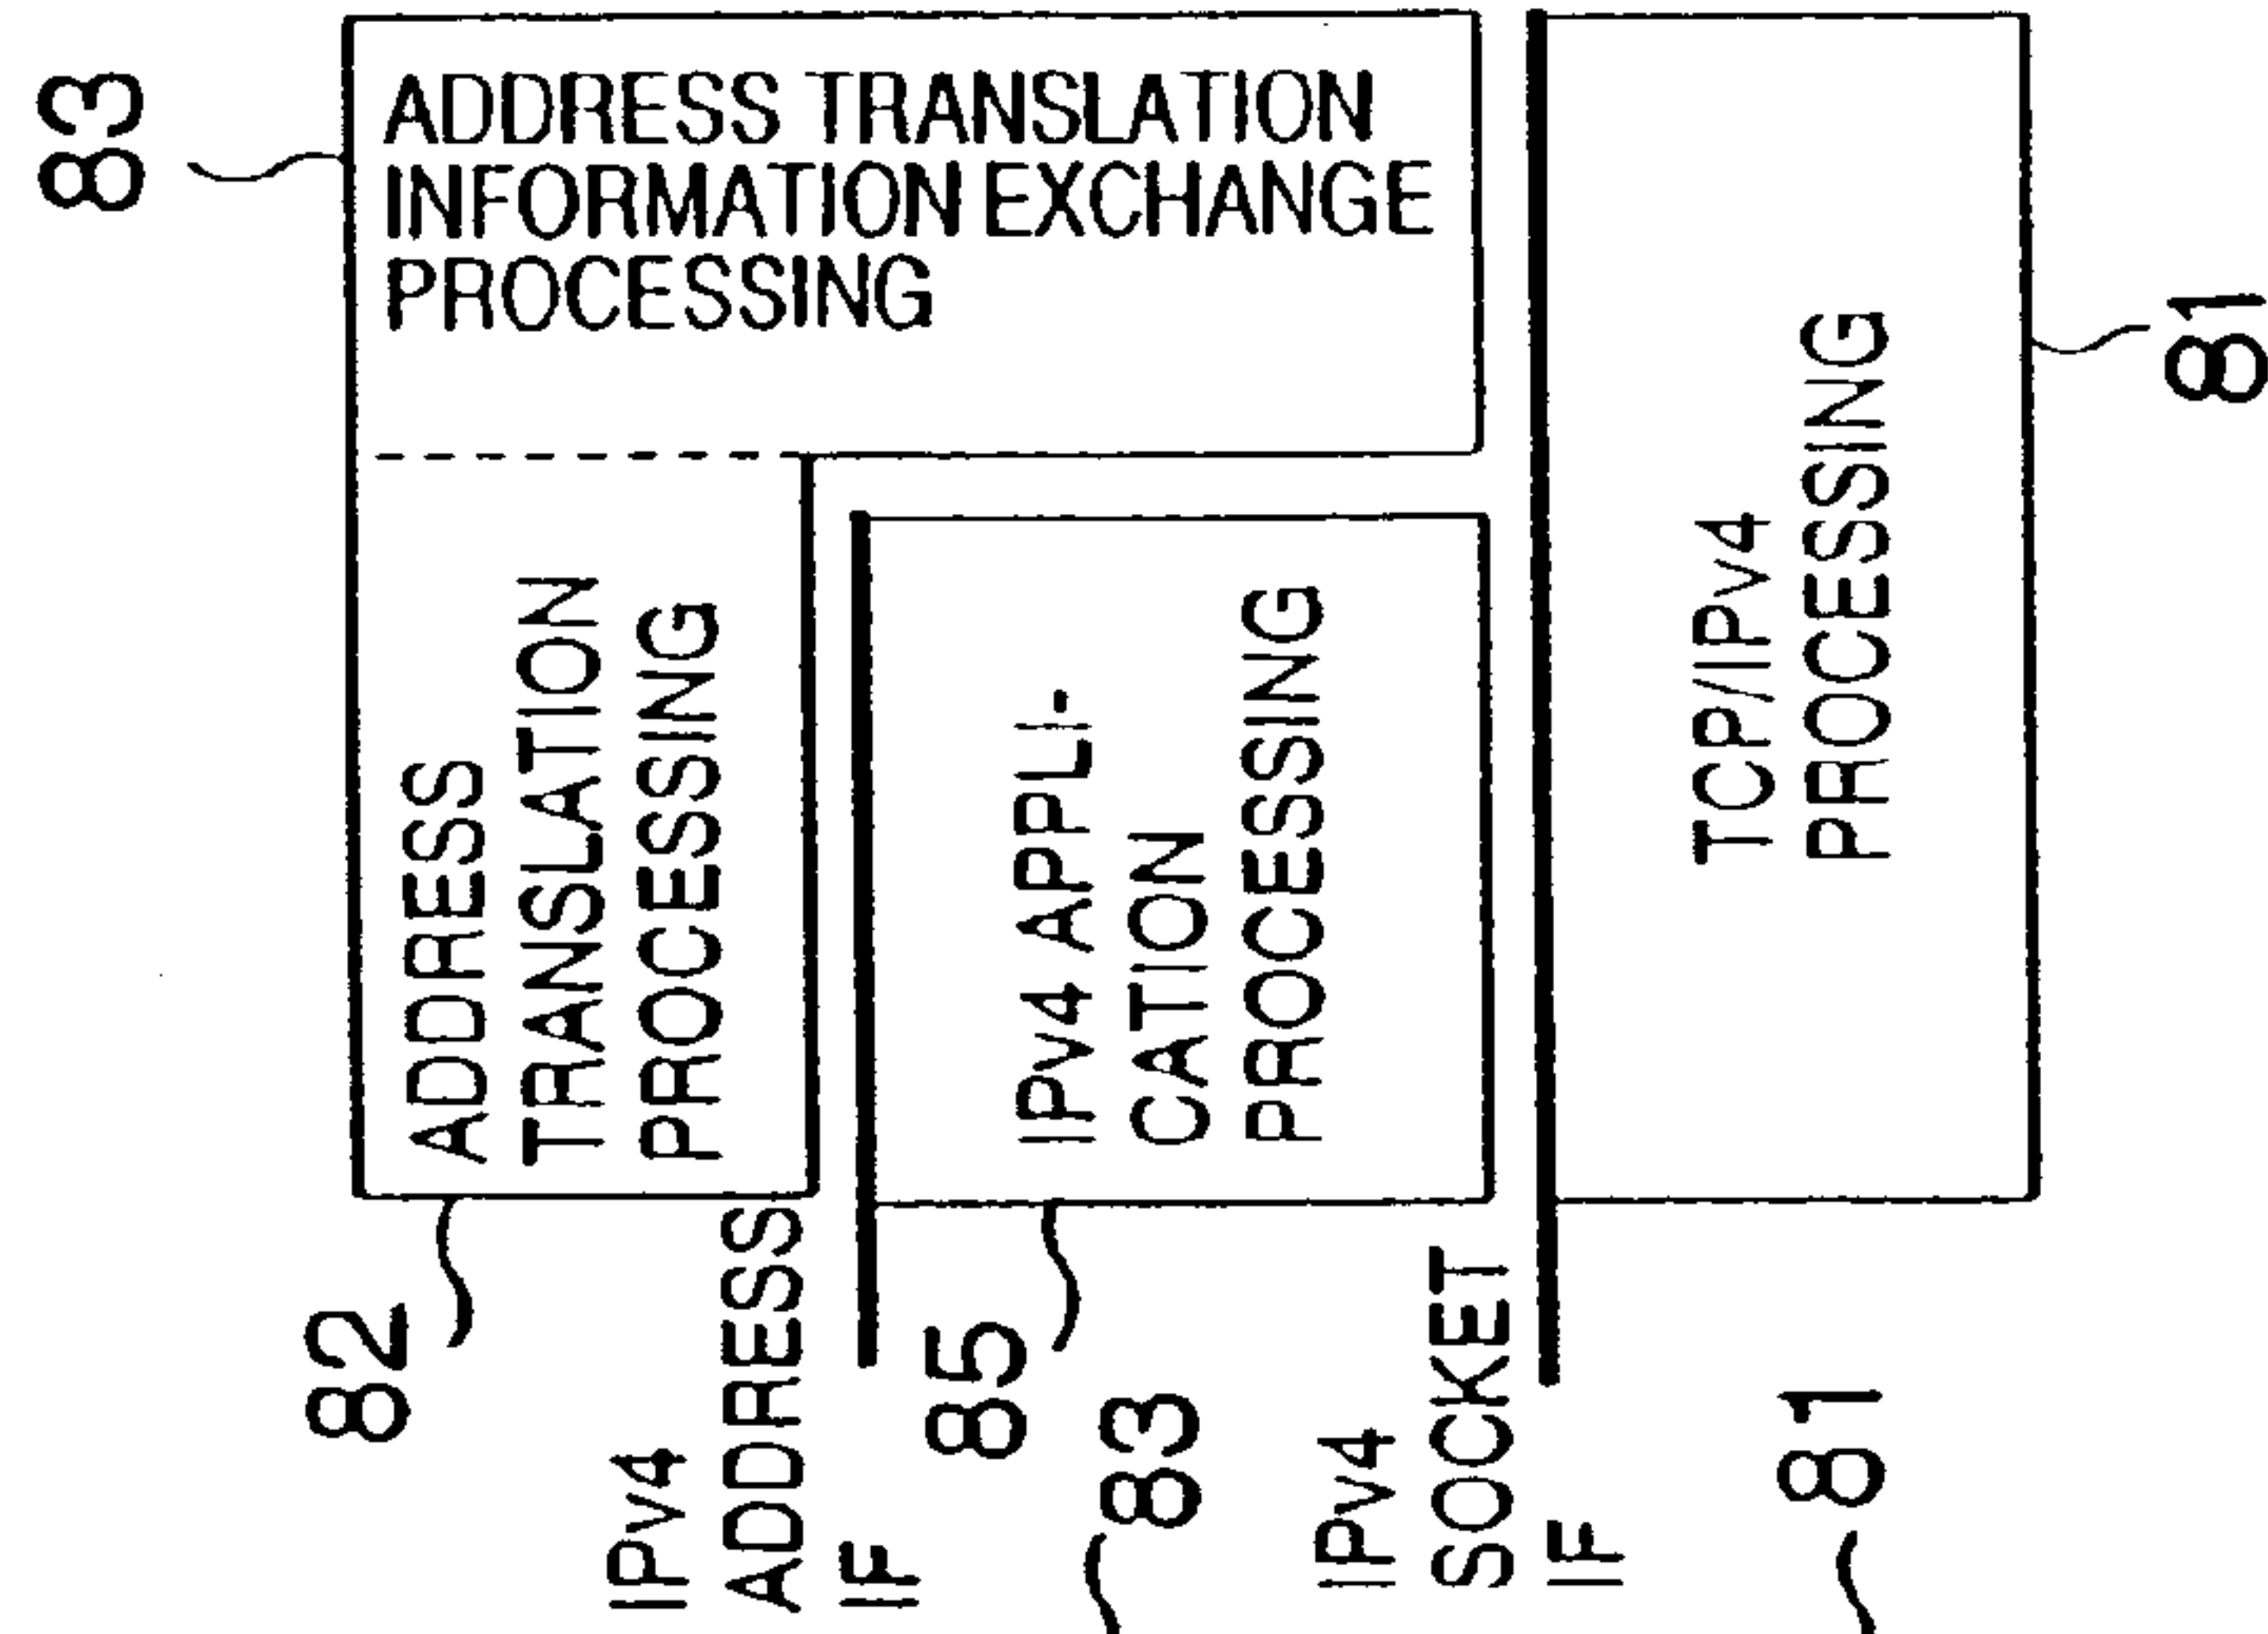 83
ADDRESS TRANSLATION
INFORMATION EXCHANGE
PROCESSING
82
ADDRESS
TRANSLATION
PROCESSING
IPv4
ADDRESS
IF
85
IPv4 APPLI-
CATION
PROCESSING
83
IPv4
SOCKET
IF
TCP/IPv4
PROCESSING
81
81